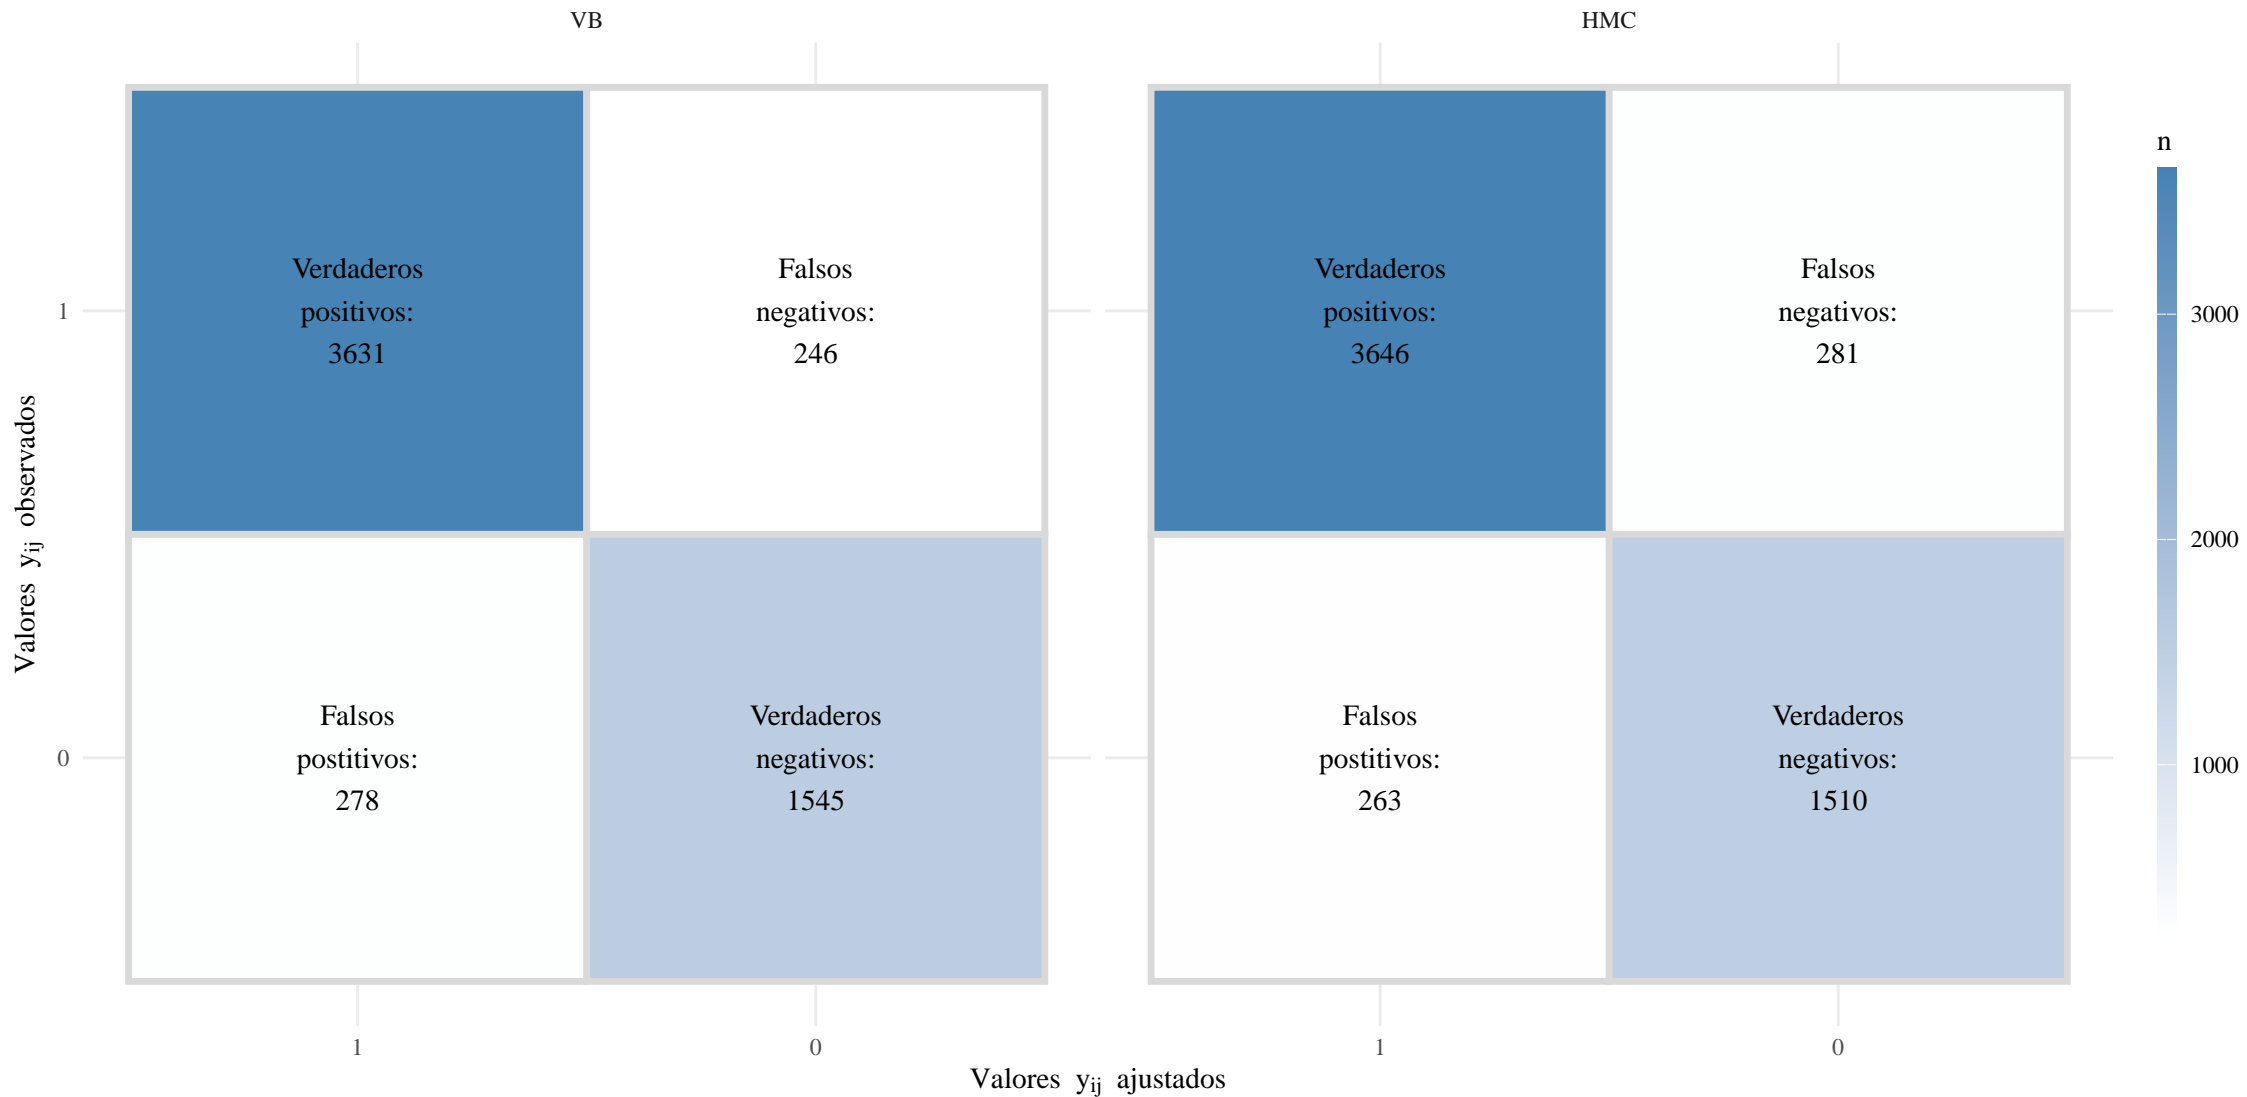 VB
HMC
Verdaderos
positivos:
3631
Falsos
negativos:
246
Verdaderos
positivos:
3646
Falsos
negativos:
281
Falsos
postitivos:
278
Verdaderos
negativos:
1545
Falsos
postitivos:
263
Verdaderos
negativos:
1510
1
0
Valores yij observados
1
0
1
0
Valores yij ajustados
n
3000
2000
1000